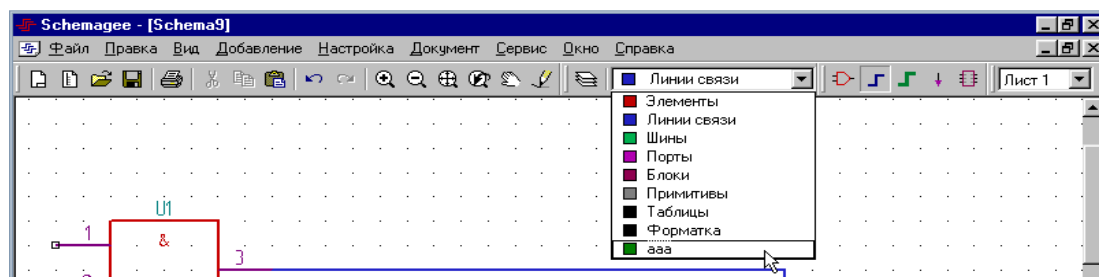 Schemagee - [Schema9]
Файл Правка Вид Добавление Настройка Документ Сервис Окно Справка
Линии связи Лист 1
Элементы
Линии связи
Шины
Порты
Блоки
Примитивы
Таблицы
Форматка
aaa
U1
1
&
3